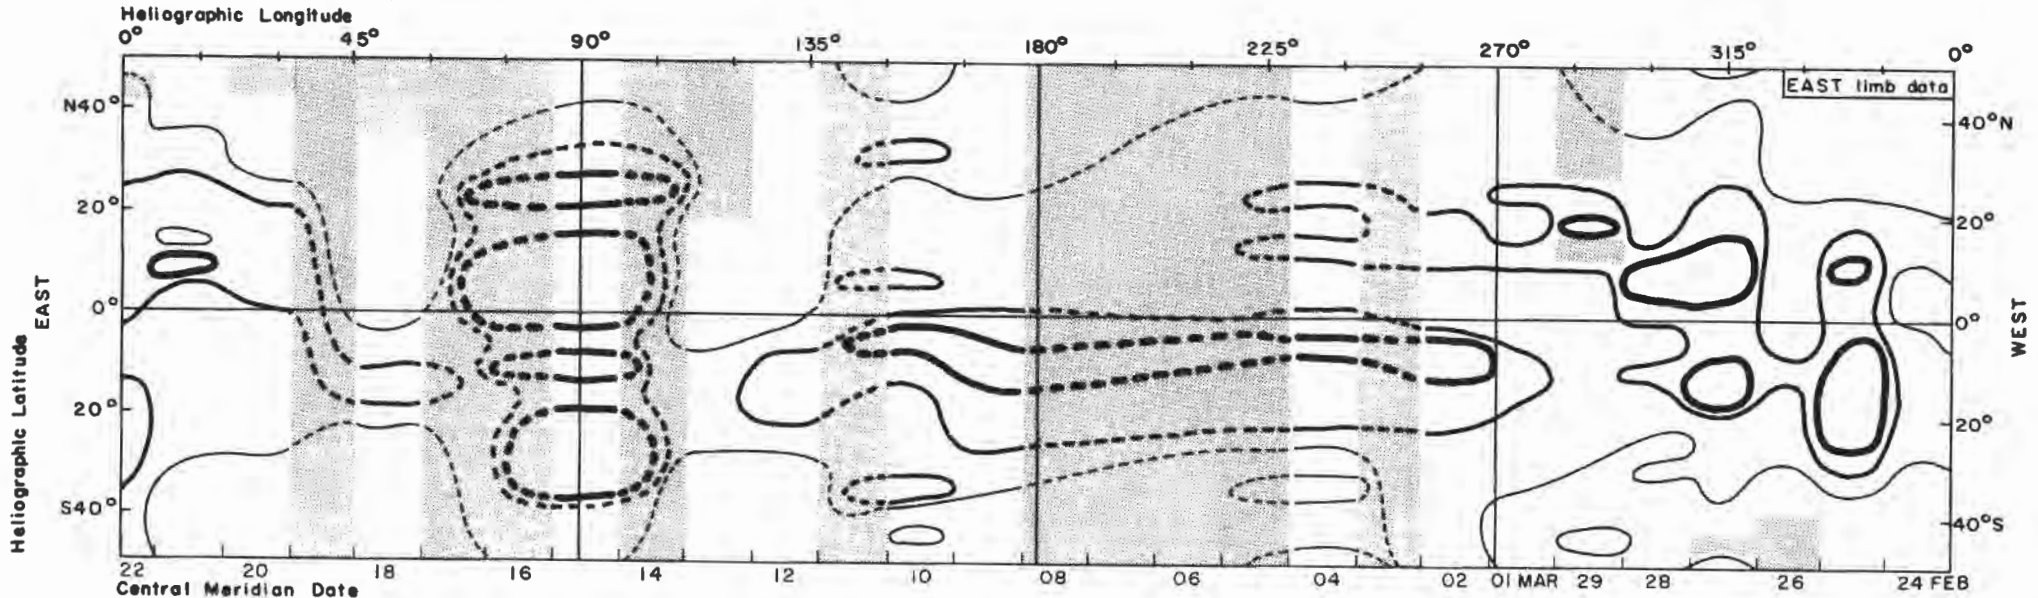 Heliographic Longitude
0° 45° 90° 135° 180° 225° 270° 315° 0°
EAST limb data
N40° 40°N
20° 20°
EAST 0° 0° WEST
20° 20°
S40° 40°S
Heliographic Latitude
22 20 18 16 14 12 10 08 06 04 02 01 MAR 29 28 26 24 FEB
Central Meridian Date